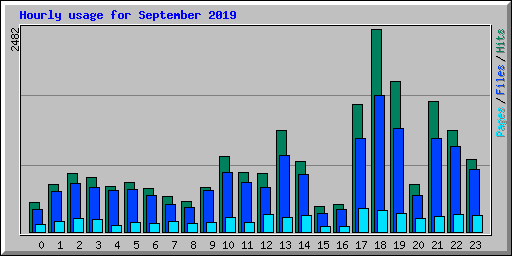 Hourly usage for September 2019
2482
Pages/Files/Hits
0 1 2 3 4 5 6 7 8 9 10 11 12 13 14 15 16 17 18 19 20 21 22 23